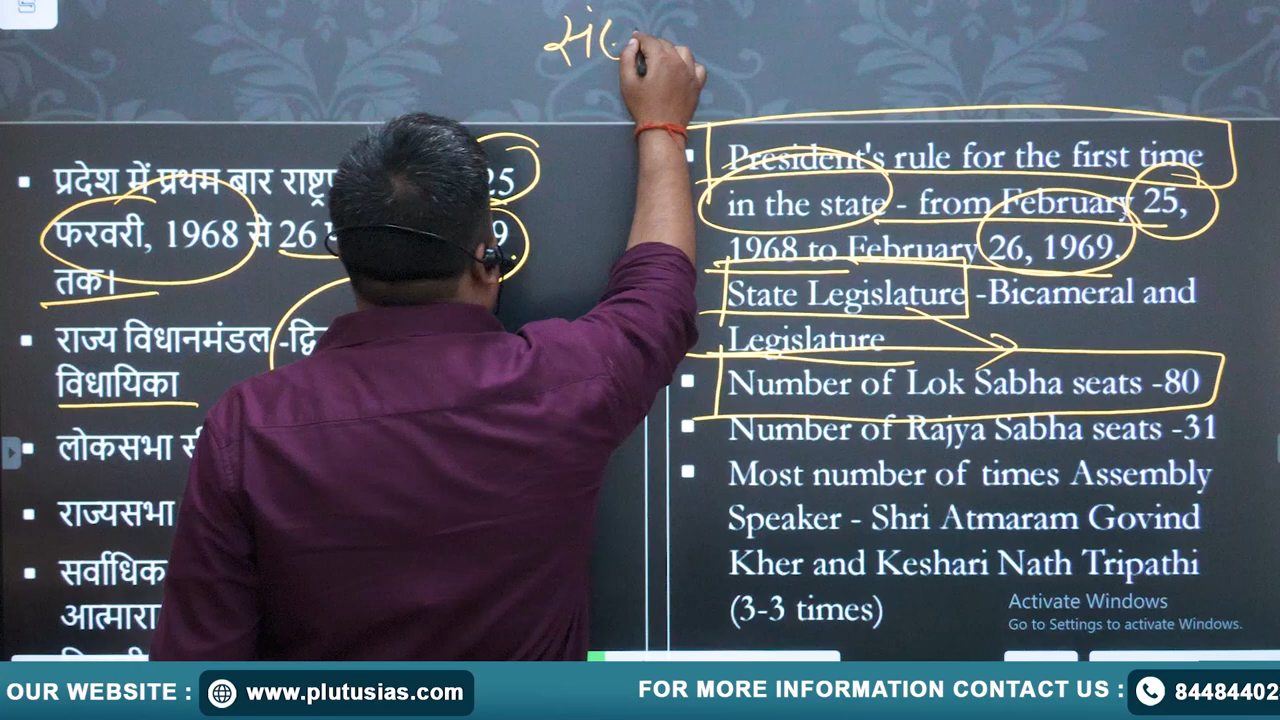 प्रदेश में प्रथम बार
25
फरवरी, 1968 से 26
तक।
राज्य विधानमंडल
विधायिका
लोकसभा
राज्यसभा
सर्वाधिक
President's rule for the first time
in the state - from February 25,
1968 to February 26, 1969.
State Legislature -Bicameral and
Legislature
Number of Lok Sabha seats -80
Number of Rajya Sabha seats -31
Most number of times Assembly
Speaker - Shri Atmaram Govind
Kher and Keshari Nath Tripathi
(3-3 times)
Activate Windows
Go to Settings to activate Windows.
OUR WEBSITE : www.plutusias.com
FOR MORE INFORMATION CONTACT US : 84484402